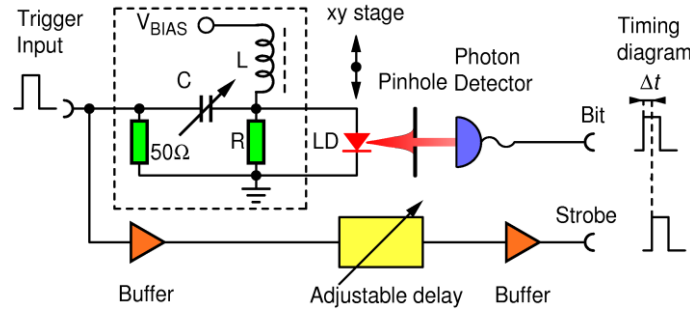 Trigger
Input
V_BIAS
L
C
50Ω
R
xy stage
LD
Pinhole
Photon
Detector
Timing
diagram
Δt
Bit
Strobe
Buffer
Adjustable delay
Buffer